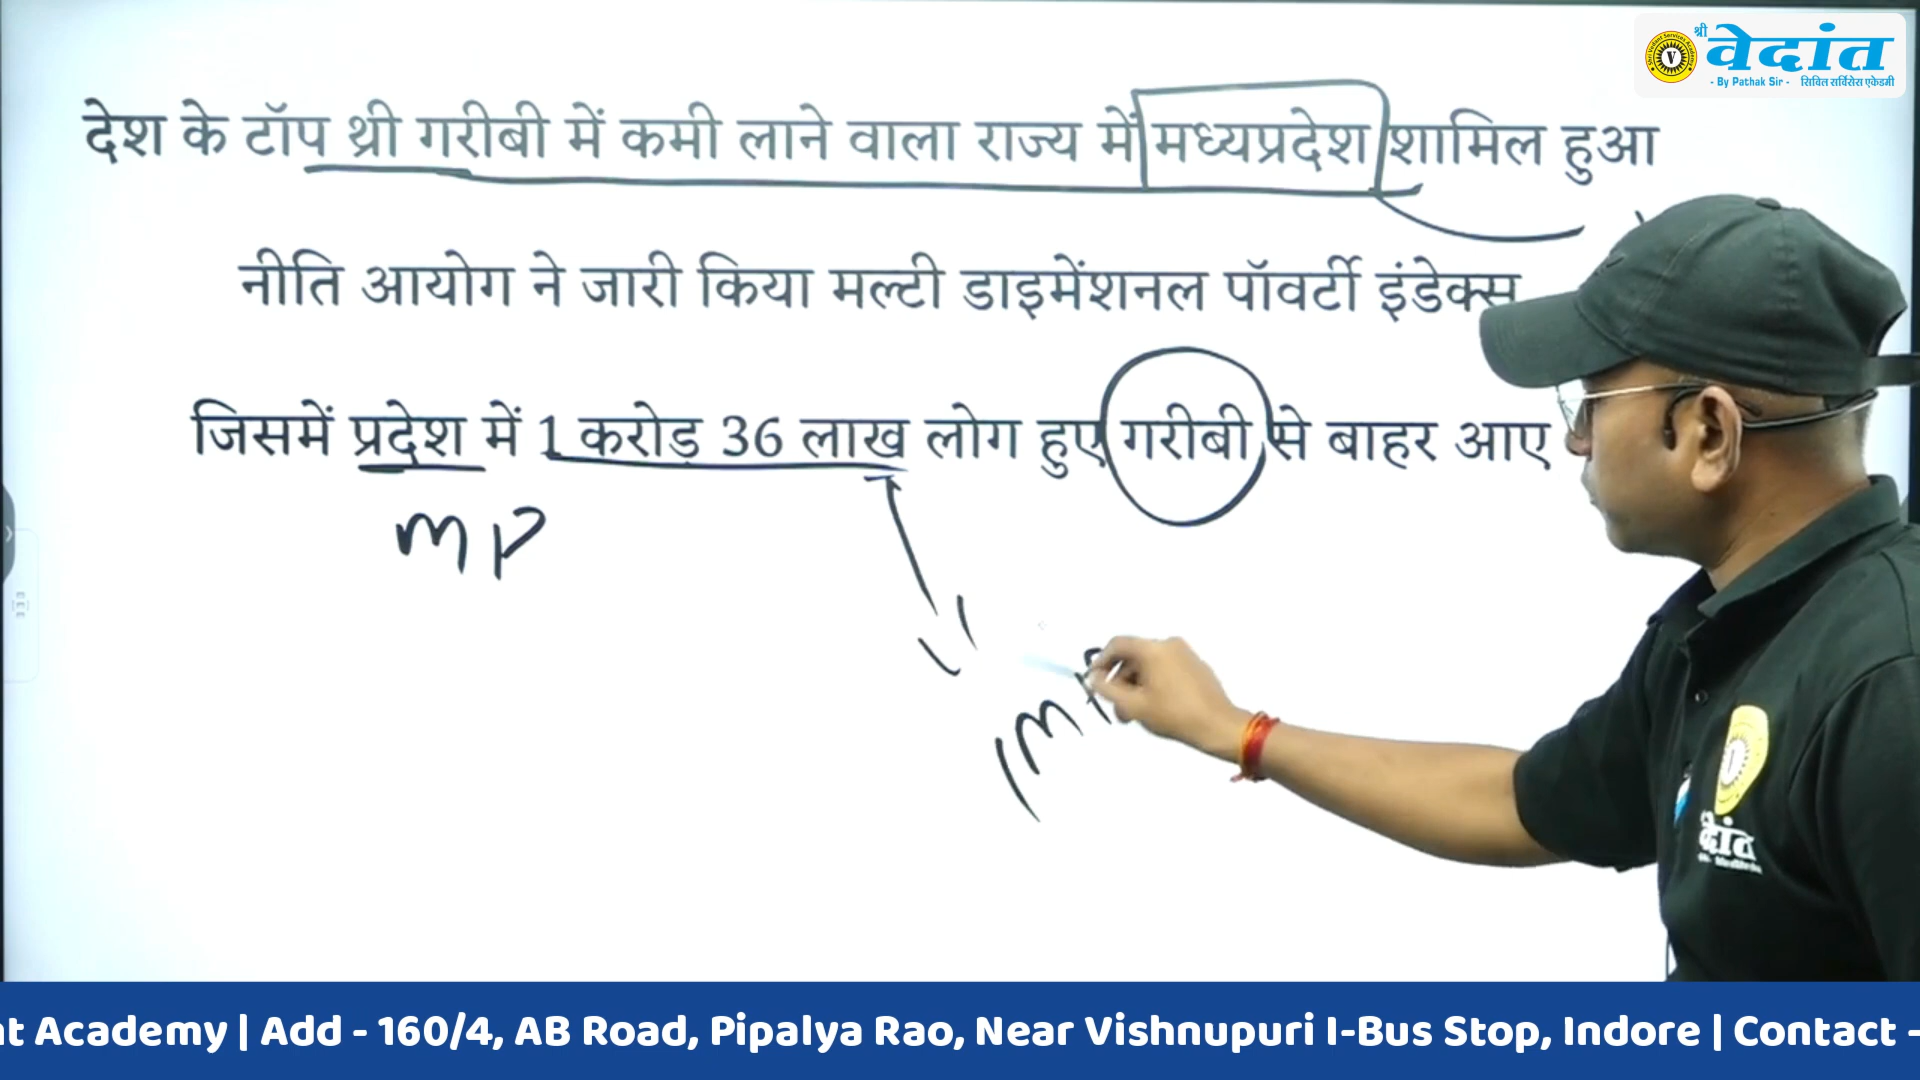 श्री
वेदांत
- By Pathak Sir - सिविल सर्विसेस एकेडमी
देश के टॉप थ्री गरीबी में कमी लाने वाला राज्य में मध्यप्रदेश शामिल हुआ
नीति आयोग ने जारी किया मल्टी डाइमेंशनल पॉवर्टी इंडेक्स
जिसमें प्रदेश में 1 करोड़ 36 लाख लोग हुए गरीबी से बाहर आए
MP
वेदांत
Academy | Add - 160/4, AB Road, Pipalya Rao, Near Vishnupuri I-Bus Stop, Indore | Contact -